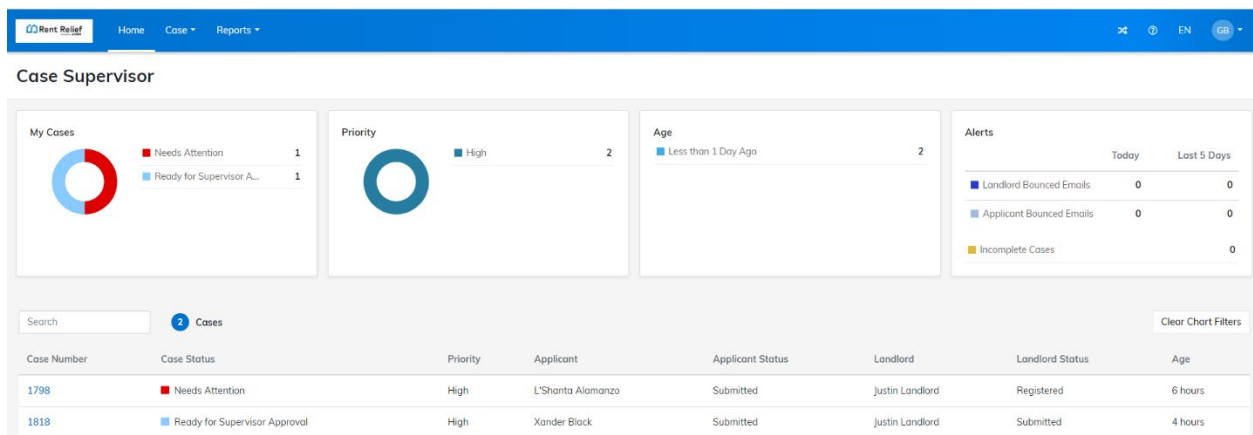 Rent Relief Home Case Reports EN GB
Case Supervisor
My Cases
Needs Attention 1
Ready for Supervisor A... 1
Priority
High 2
Age
Less than 1 Day Ago 2
Alerts
Today Last 5 Days
Landlord Bounced Emails 0 0
Applicant Bounced Emails 0 0
Incomplete Cases 0
Search 2 Cases Clear Chart Filters
Case Number Case Status Priority Applicant Applicant Status Landlord Landlord Status Age
1798 Needs Attention High L'Shanta Alamanzo Submitted Justin Landlord Registered 6 hours
1818 Ready for Supervisor Approval High Xander Black Submitted Justin Landlord Submitted 4 hours